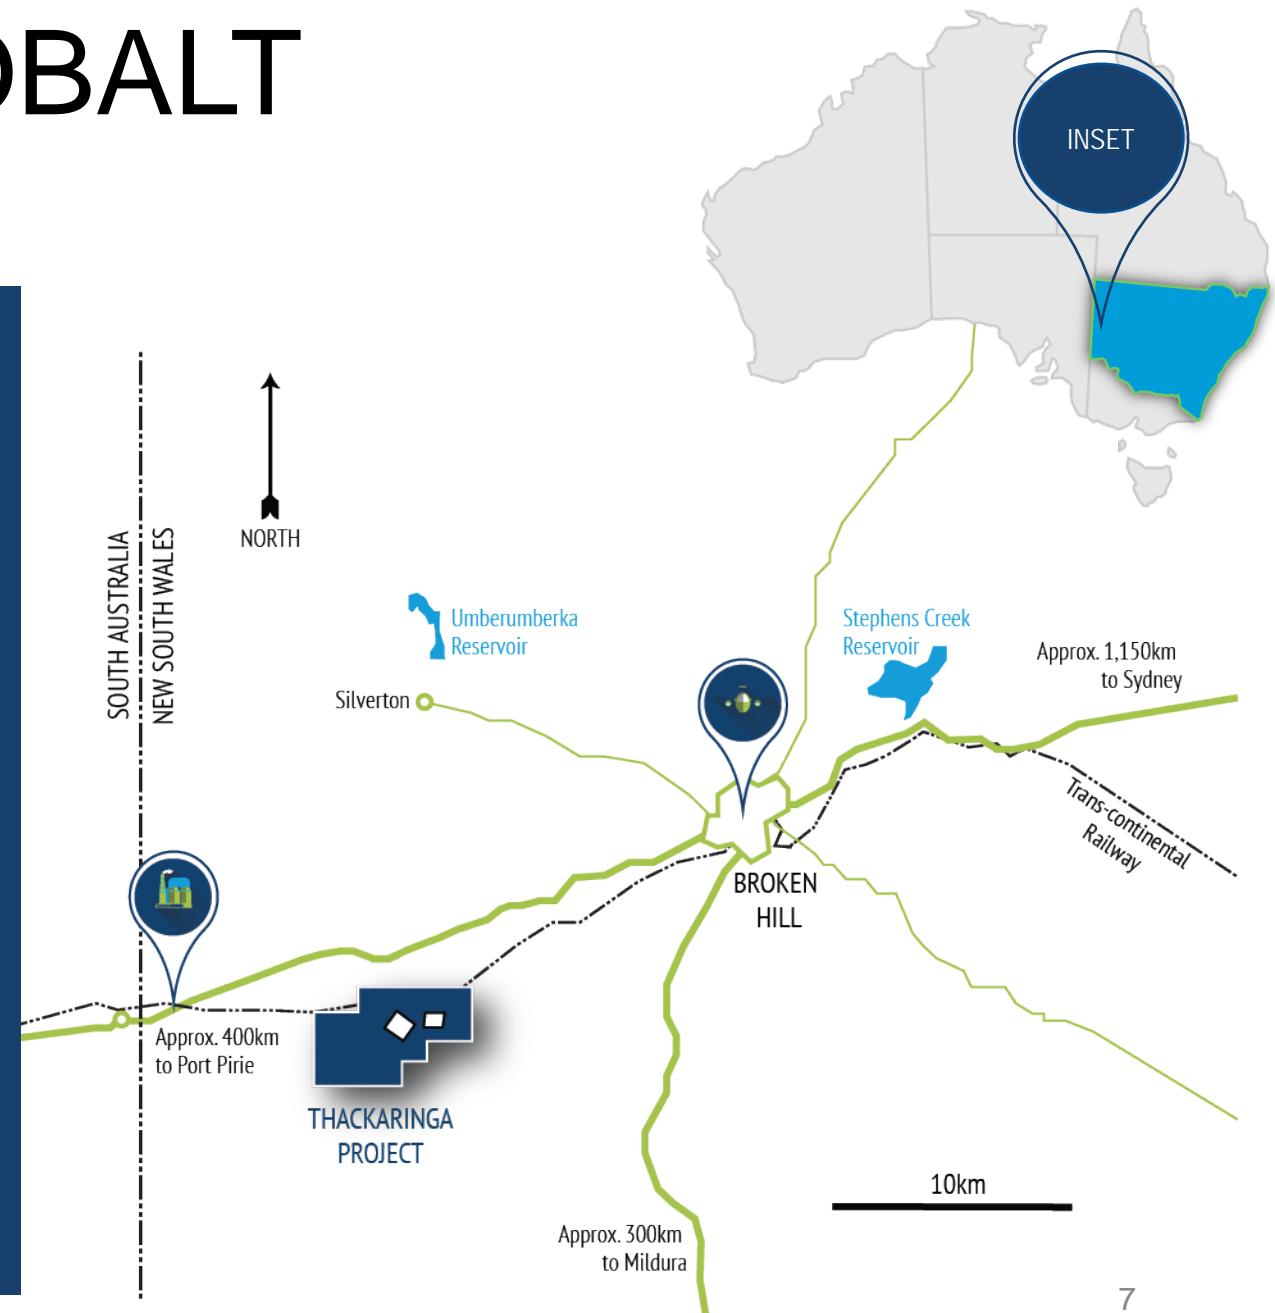 OBALT
INSET
NORTH
SOUTH AUSTRALIA
NEW SOUTH WALES
Umberumberka
Reservoir
Stephens Creek
Reservoir
Approx. 1,150km
to Sydney
Silverton
Trans-continental
Railway
BROKEN
HILL
Approx. 400km
to Port Pirie
THACKARINGA
PROJECT
10km
Approx. 300km
to Mildura
7